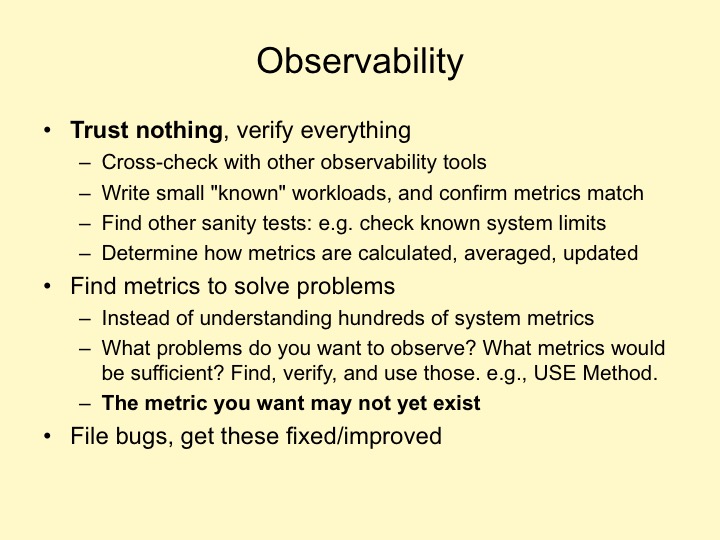 Observability
• Trust nothing, verify everything
– Cross-check with other observability tools
– Write small "known" workloads, and confirm metrics match
– Find other sanity tests: e.g. check known system limits
– Determine how metrics are calculated, averaged, updated
• Find metrics to solve problems
– Instead of understanding hundreds of system metrics
– What problems do you want to observe? What metrics would
be sufficient? Find, verify, and use those. e.g., USE Method.
– The metric you want may not yet exist
• File bugs, get these fixed/improved